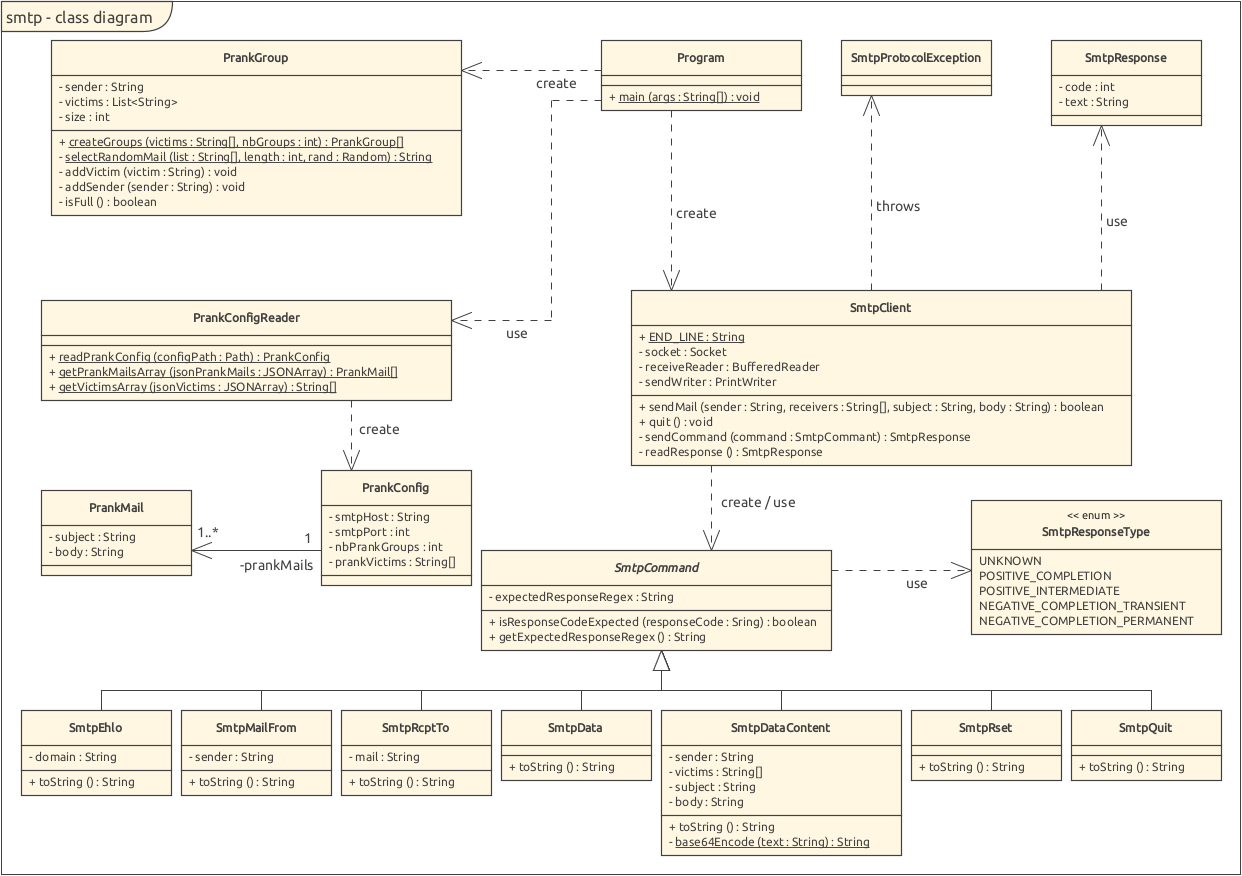 smtp - class diagram
PrankGroup
- sender : String
- victims : List<String>
- size : int
+ createGroups (victims : String[], nbGroups : int) : PrankGroup[]
- selectRandomMail (list : String[], length : int, rand : Random) : String
- addVictim (victim : String) : void
- addSender (sender : String) : void
- isFull () : boolean
create
Program
+ main (args : String[]) : void
SmtpProtocolException
SmtpResponse
- code : int
- text : String
create
throws
use
use
PrankConfigReader
+ readPrankConfig (configPath : Path) : PrankConfig
+ getPrankMailsArray (jsonPrankMails : JSONArray) : PrankMail[]
+ getVictimsArray (jsonVictims : JSONArray) : String[]
SmtpClient
+ END_LINE : String
- socket : Socket
- receiveReader : BufferedReader
- sendWriter : PrintWriter
+ sendMail (sender : String, receivers : String[], subject : String, body : String) : boolean
+ quit () : void
- sendCommand (command : SmtpCommant) : SmtpResponse
- readResponse () : SmtpResponse
create
PrankMail
- subject : String
- body : String
1..*
1
-prankMails
PrankConfig
- smtpHost : String
- smtpPort : int
- nbPrankGroups : int
- prankVictims : String[]
create / use
SmtpCommand
- expectedResponseRegex : String
+ isResponseCodeExpected (responseCode : Sring) : boolean
+ getExpectedResponseRegex () : String
use
<< enum >>
SmtpResponseType
UNKNOWN
POSITIVE_COMPLETION
POSITIVE_INTERMEDIATE
NEGATIVE_COMPLETION_TRANSIENT
NEGATIVE_COMPLETION_PERMANENT
SmtpEhlo
- domain : String
+ toString () : String
SmtpMailFrom
- sender : String
+ toString () : String
SmtpRcptTo
- mail : String
+ toString () : String
SmtpData
+ toString () : String
SmtpDataContent
- sender : String
- victims : String[]
- subject : String
- body : String
+ toString () : String
- base64Encode (text : String) : String
SmtpRset
+ toString () : String
SmtpQuit
+ toString () : String